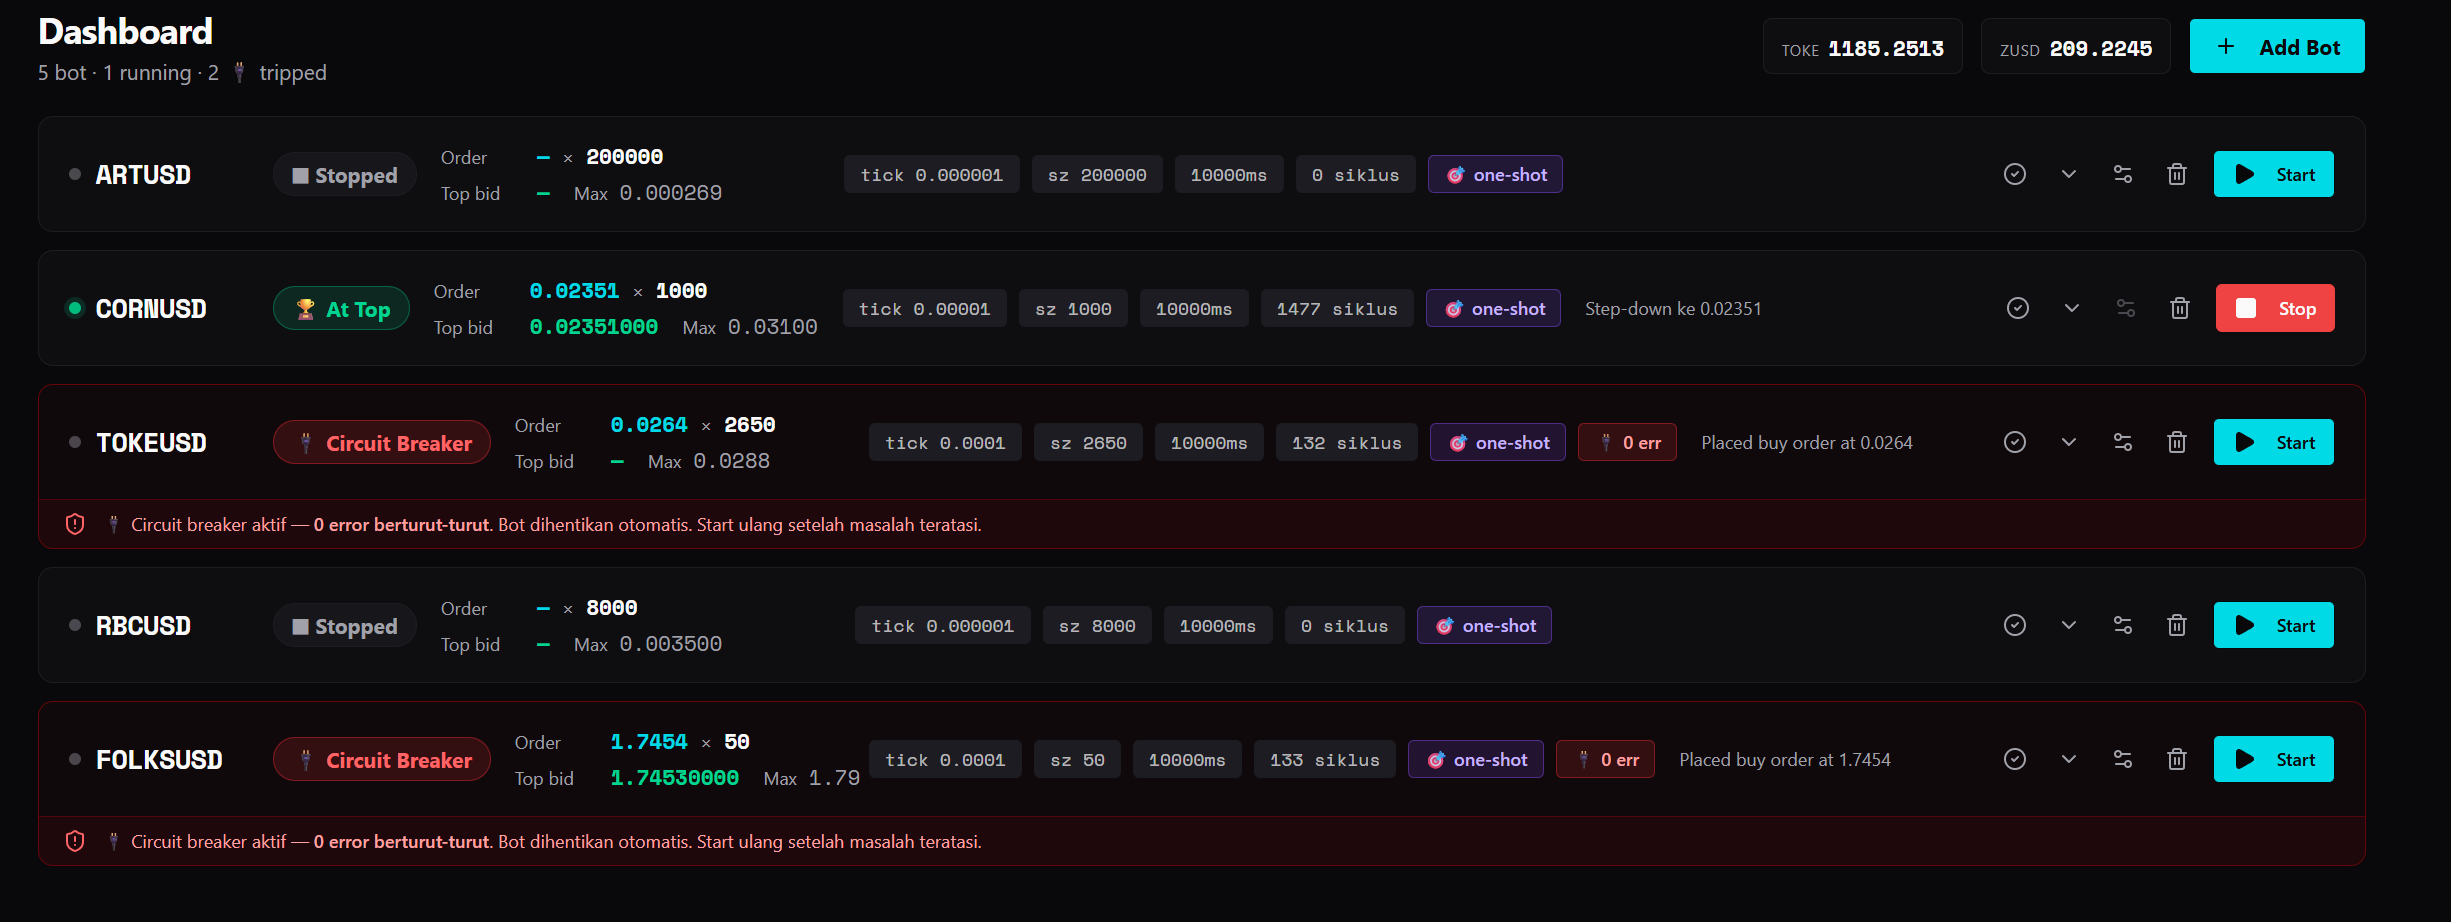 Dashboard
5 bot · 1 running · 2 🔌 tripped
TOKE 1185.2513
ZUSD 209.2245
+ Add Bot
ARTUSD
■ Stopped
Order — × 200000
Top bid — Max 0.000269
tick 0.000001
sz 200000
10000ms
0 siklus
🎯 one-shot
Start
CORNUSD
🏆 At Top
Order 0.02351 × 1000
Top bid 0.02351000 Max 0.03100
tick 0.00001
sz 1000
10000ms
1477 siklus
🎯 one-shot
Step-down ke 0.02351
Stop
TOKEUSD
🔌 Circuit Breaker
Order 0.0264 × 2650
Top bid — Max 0.0288
tick 0.0001
sz 2650
10000ms
132 siklus
🎯 one-shot
🔌 0 err
Placed buy order at 0.0264
Start
🔌 Circuit breaker aktif — 0 error berturut-turut. Bot dihentikan otomatis. Start ulang setelah masalah teratasi.
RBCUSD
■ Stopped
Order — × 8000
Top bid — Max 0.003500
tick 0.000001
sz 8000
10000ms
0 siklus
🎯 one-shot
Start
FOLKSUSD
🔌 Circuit Breaker
Order 1.7454 × 50
Top bid 1.74530000 Max 1.79
tick 0.0001
sz 50
10000ms
133 siklus
🎯 one-shot
🔌 0 err
Placed buy order at 1.7454
Start
🔌 Circuit breaker aktif — 0 error berturut-turut. Bot dihentikan otomatis. Start ulang setelah masalah teratasi.